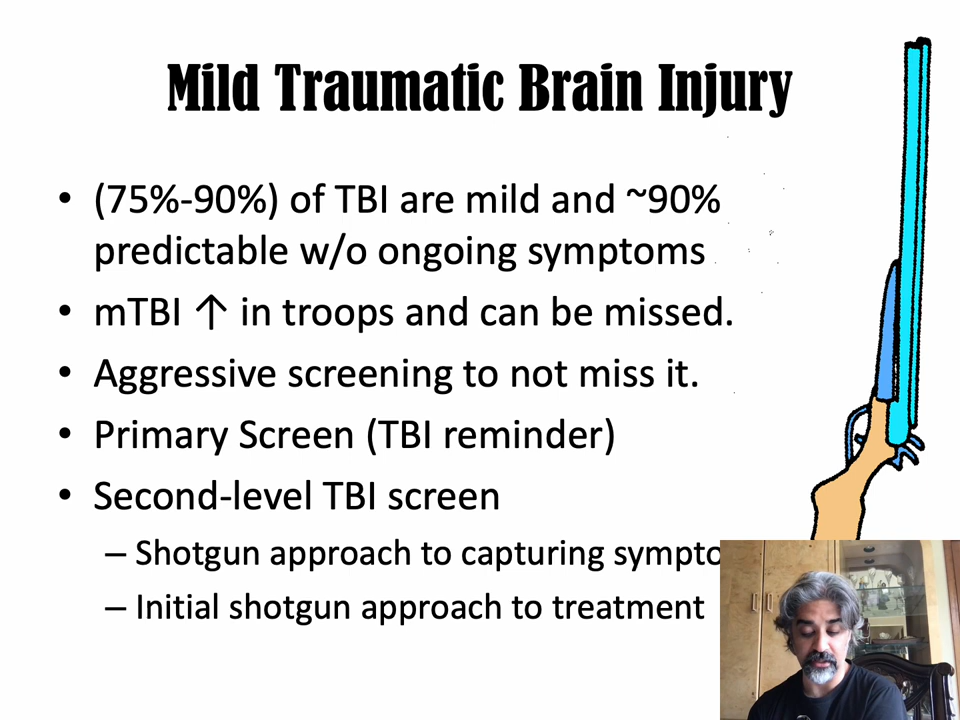 Mild Traumatic Brain Injury
• (75%-90%) of TBI are mild and ~90%
predictable w/o ongoing symptoms
• mTBI ↑ in troops and can be missed.
• Aggressive screening to not miss it.
• Primary Screen (TBI reminder)
• Second-level TBI screen
– Shotgun approach to capturing
– Initial shotgun approach to treatment